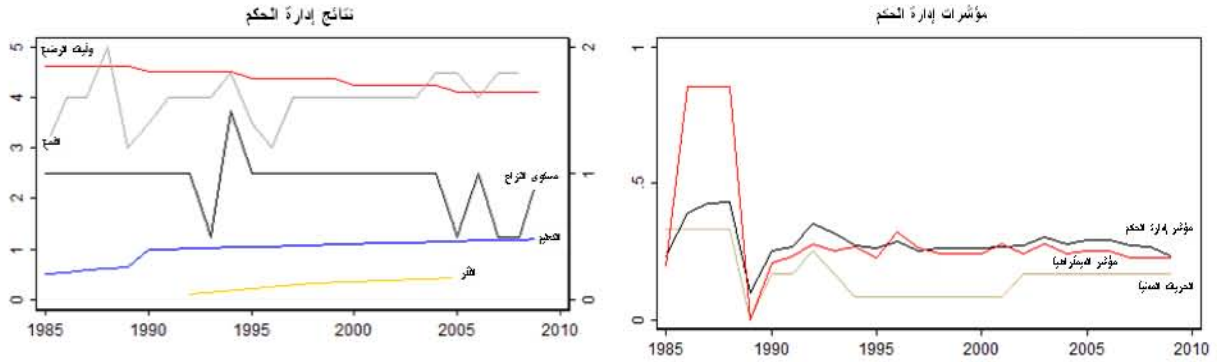 نتائج إدارة الحكم
وفيات الرضع
القمع
مستوى النزاع
التعليم
5
4
3
2
1
0
2
1
0
1985
1990
1995
2000
2005
2010
مؤشرات إدارة الحكم
مؤشر إدارة الحكم
مؤشر الديمقراطية
الحريات المدنية
1
.5
0
1985
1990
1995
2000
2005
2010